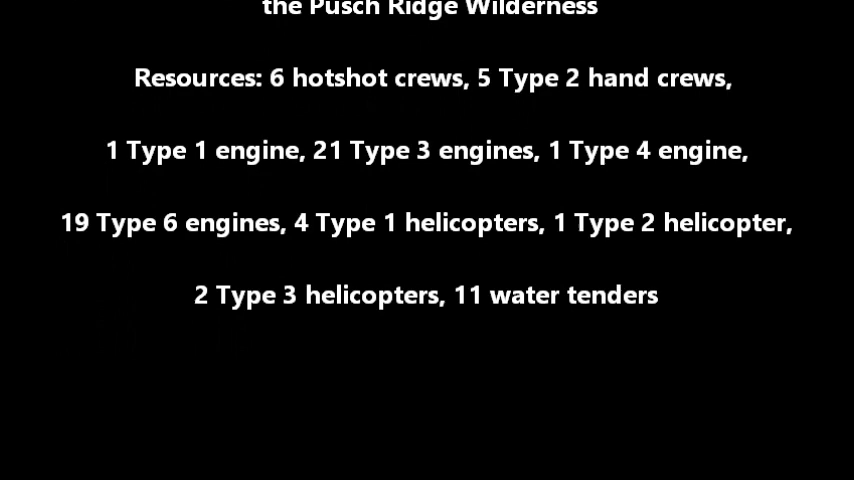 the Pusch Ridge Wilderness
Resources: 6 hotshot crews, 5 Type 2 hand crews,
1 Type 1 engine, 21 Type 3 engines, 1 Type 4 engine,
19 Type 6 engines, 4 Type 1 helicopters, 1 Type 2 helicopter,
2 Type 3 helicopters, 11 water tenders